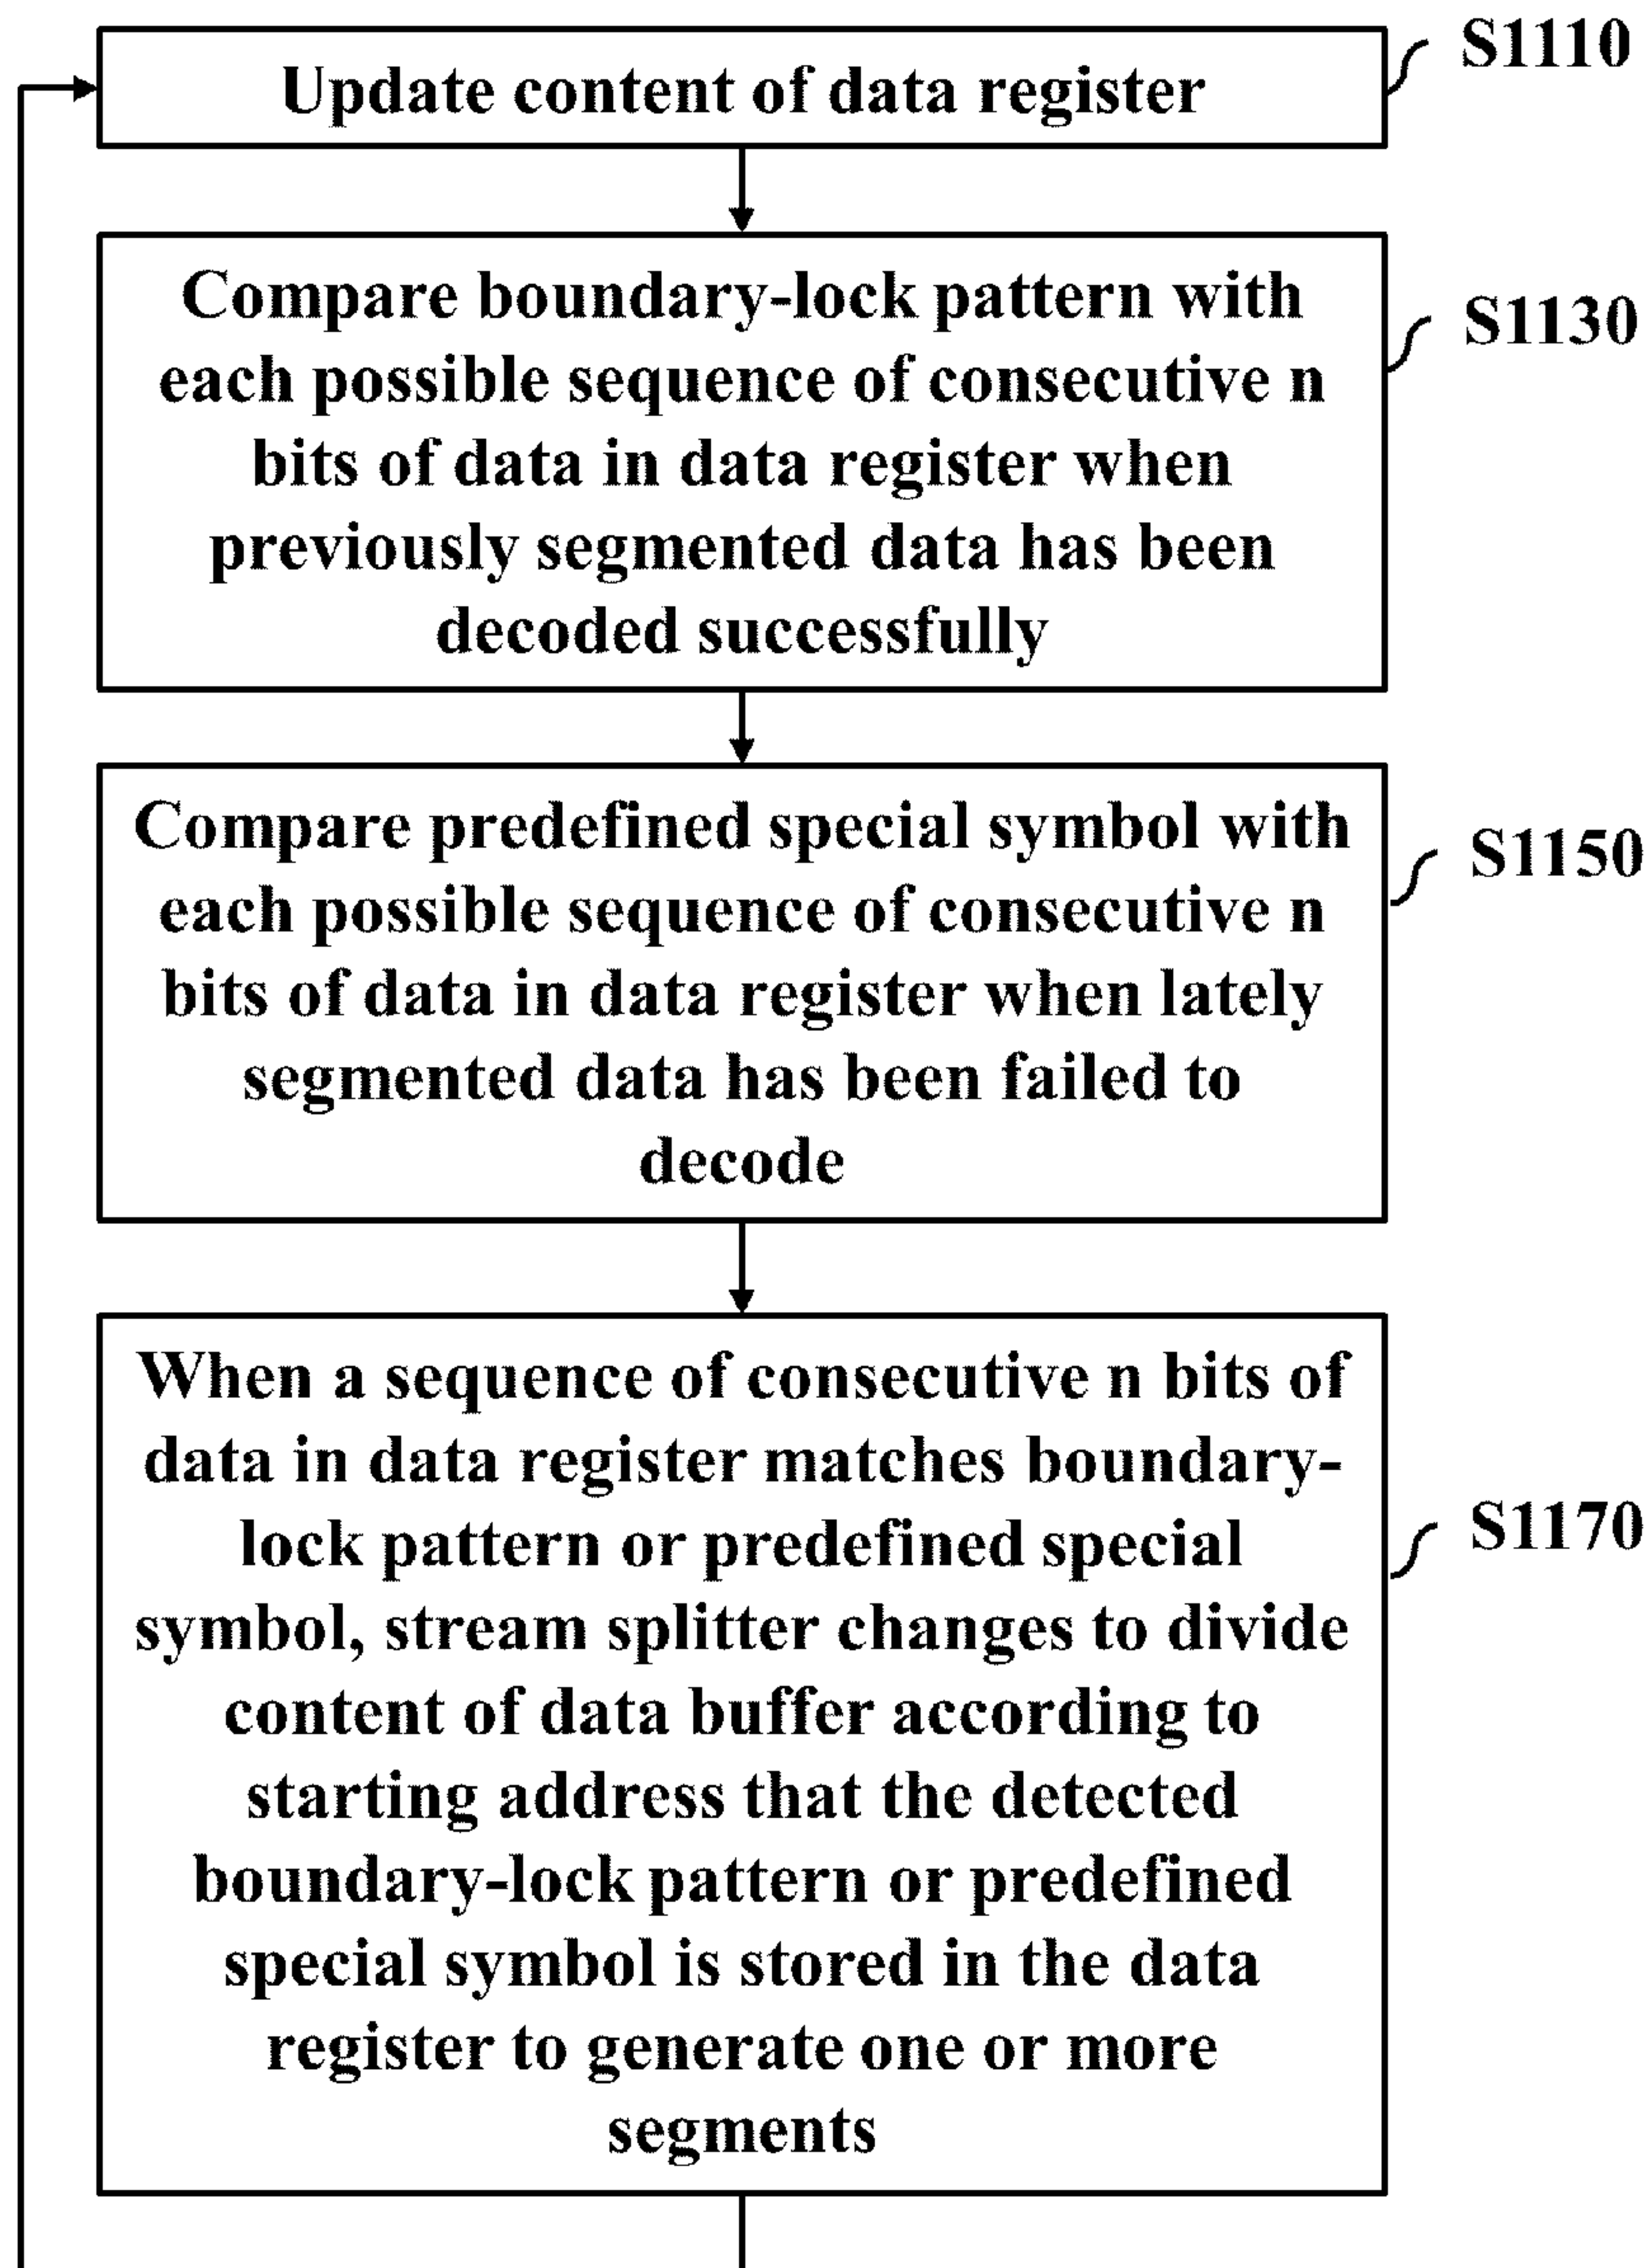 Update content of data register
S1110
Compare boundary-lock pattern with
each possible sequence of consecutive n
bits of data in data register when
previously segmented data has been
decoded successfully
S1130
Compare predefined special symbol with
each possible sequence of consecutive n
bits of data in data register when lately
segmented data has been failed to
decode
S1150
When a sequence of consecutive n bits of
data in data register matches boundary-
lock pattern or predefined special
symbol, stream splitter changes to divide
content of data buffer according to
starting address that the detected
boundary-lock pattern or predefined
special symbol is stored in the data
register to generate one or more
segments
S1170